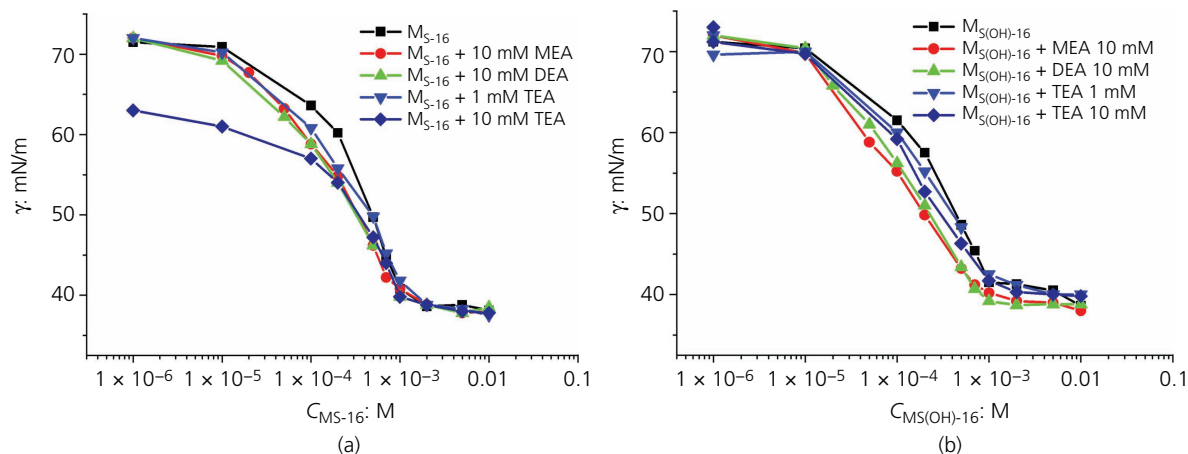 M_S-16
M_S-16 + 10 mM MEA
M_S-16 + 10 mM DEA
M_S-16 + 1 mM TEA
M_S-16 + 10 mM TEA
70
60
50
40
γ: mN/m
1 × 10⁻⁶
1 × 10⁻⁵
1 × 10⁻⁴
1 × 10⁻³
0.01
0.1
C_MS-16: M
(a)
M_S(OH)-16
M_S(OH)-16 + MEA 10 mM
M_S(OH)-16 + DEA 10 mM
M_S(OH)-16 + TEA 1 mM
M_S(OH)-16 + TEA 10 mM
70
60
50
40
γ: mN/m
1 × 10⁻⁶
1 × 10⁻⁵
1 × 10⁻⁴
1 × 10⁻³
0.01
0.1
C_MS(OH)-16: M
(b)